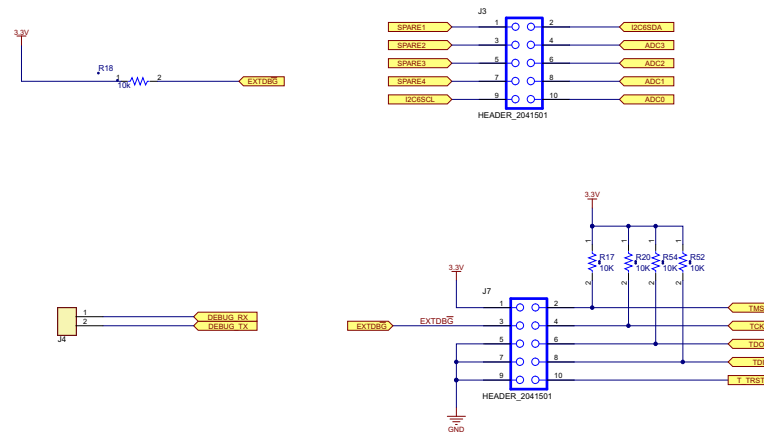 J3
SPARE1 1 2 I2C6SDA
SPARE2 3 4 ADC3
SPARE3 5 6 ADC2
SPARE4 7 8 ADC1
I2C6SCL 9 10 ADC0
HEADER_2041501
3.3V
R18
1 2
10k
EXTDBG
3.3V
1 1 1 1
R17 R20 R54 R52
10K 10K 10K 10K
2 2 2 2
3.3V
J7
1 2 TMS
EXTDBG EXTDBG 3 4 TCK
5 6 TDO
7 8 TDI
9 10 T_TRST
HEADER_2041501
GND
1 DEBUG_RX
2 DEBUG_TX
J4